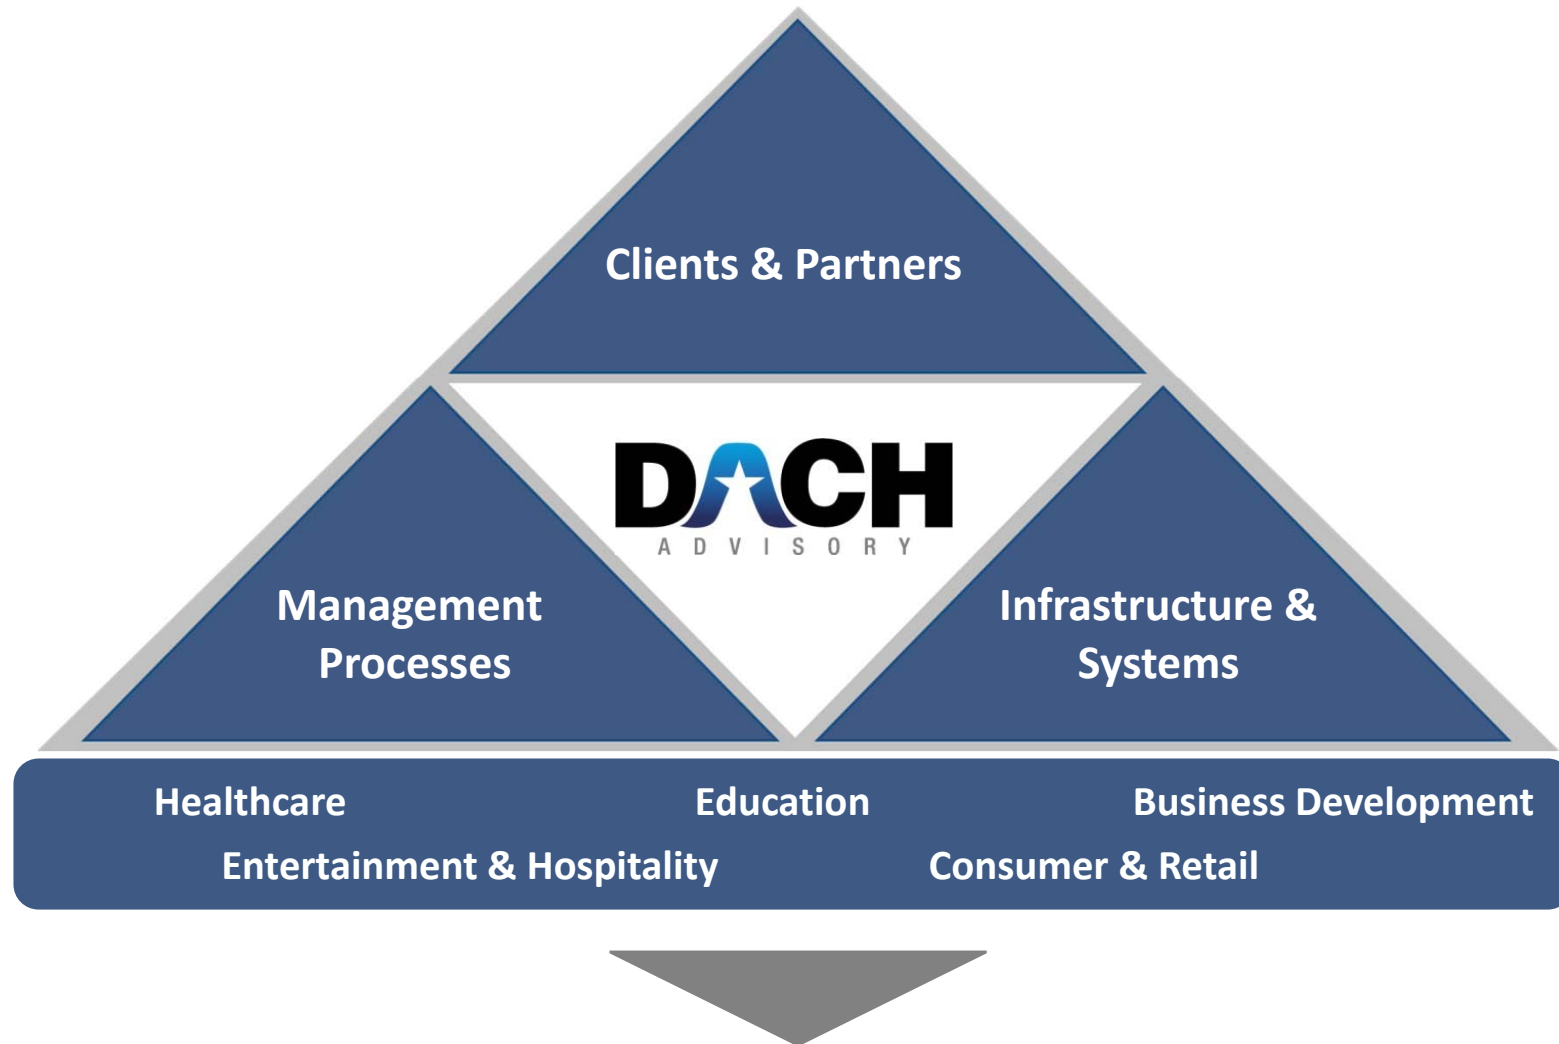 Clients & Partners
DACH
ADVISORY
Management
Processes
Infrastructure &
Systems
Healthcare
Education
Business Development
Entertainment & Hospitality
Consumer & Retail